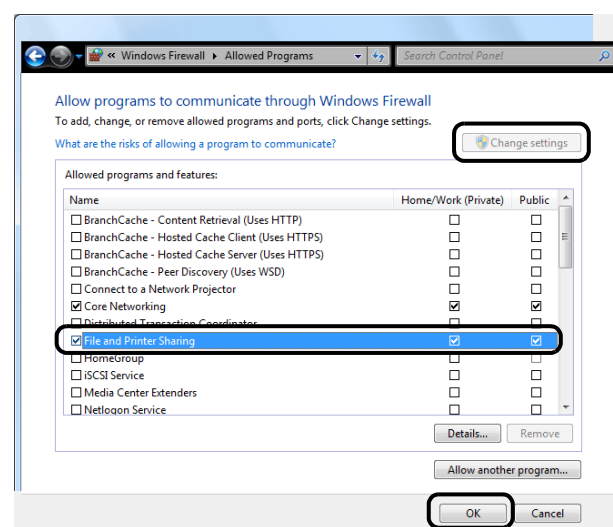 « Windows Firewall ▸ Allowed Programs
Search Control Panel
Allow programs to communicate through Windows Firewall
To add, change, or remove allowed programs and ports, click Change settings.
What are the risks of allowing a program to communicate?
Change settings
Allowed programs and features:
Name Home/Work (Private) Public
BranchCache - Content Retrieval (Uses HTTP)
BranchCache - Hosted Cache Client (Uses HTTPS)
BranchCache - Hosted Cache Server (Uses HTTPS)
BranchCache - Peer Discovery (Uses WSD)
Connect to a Network Projector
Core Networking
Distributed Transaction Coordinator
File and Printer Sharing
HomeGroup
iSCSI Service
Media Center Extenders
Netlogon Service
Details... Remove
Allow another program...
OK Cancel